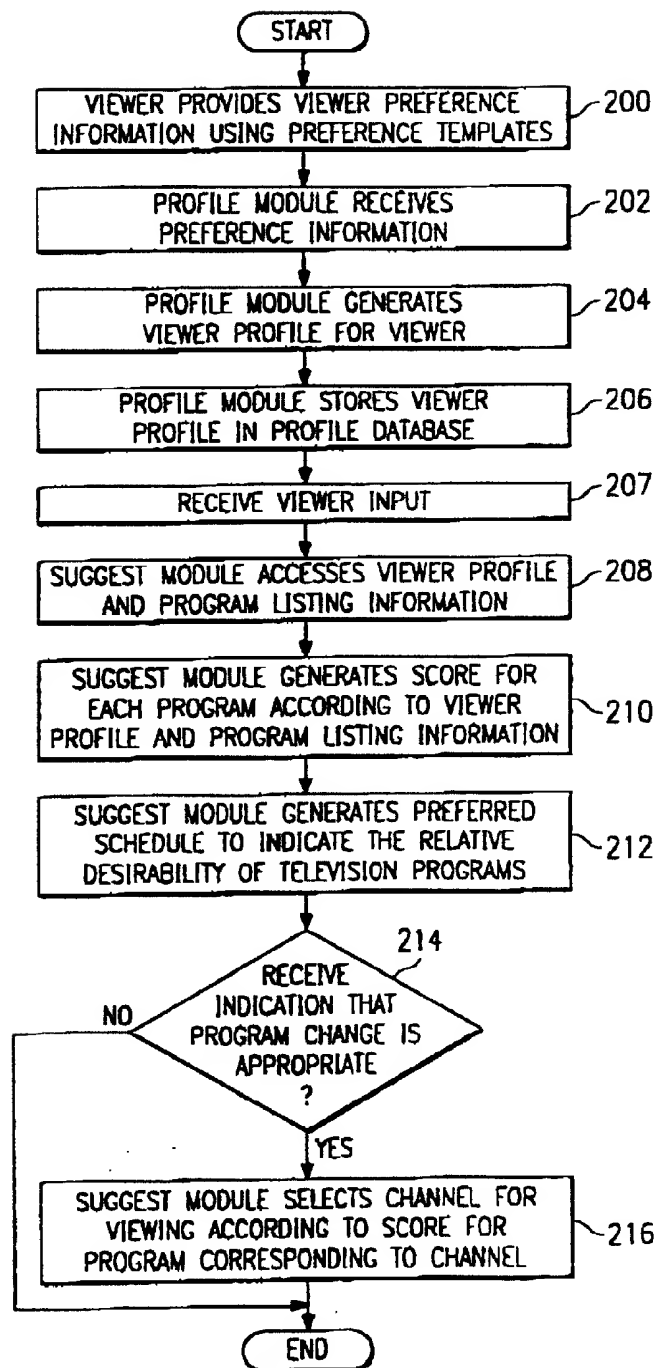 START
VIEWER PROVIDES VIEWER PREFERENCE
INFORMATION USING PREFERENCE TEMPLATES
200
PROFILE MODULE RECEIVES
PREFERENCE INFORMATION
202
PROFILE MODULE GENERATES
VIEWER PROFILE FOR VIEWER
204
PROFILE MODULE STORES VIEWER
PROFILE IN PROFILE DATABASE
206
RECEIVE VIEWER INPUT
207
SUGGEST MODULE ACCESSES VIEWER PROFILE
AND PROGRAM LISTING INFORMATION
208
SUGGEST MODULE GENERATES SCORE FOR
EACH PROGRAM ACCORDING TO VIEWER
PROFILE AND PROGRAM LISTING INFORMATION
210
SUGGEST MODULE GENERATES PREFERRED
SCHEDULE TO INDICATE THE RELATIVE
DESIRABILITY OF TELEVISION PROGRAMS
212
214
RECEIVE
INDICATION THAT
PROGRAM CHANGE IS
APPROPRIATE
?
NO
YES
SUGGEST MODULE SELECTS CHANNEL FOR
VIEWING ACCORDING TO SCORE FOR
PROGRAM CORRESPONDING TO CHANNEL
216
END